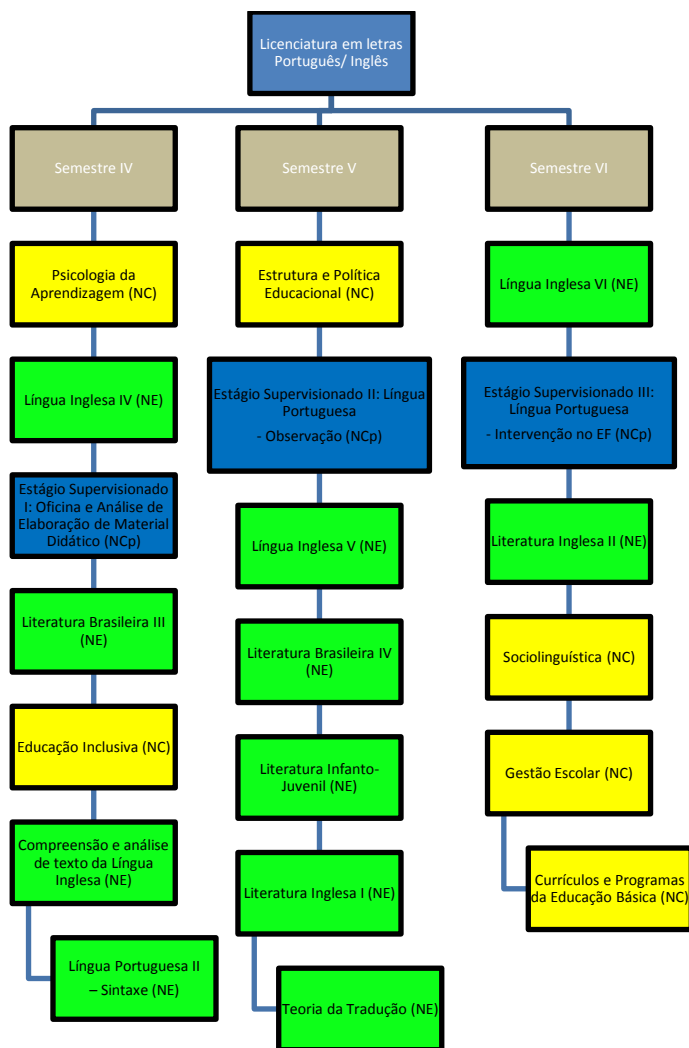 Licenciatura em letras
Português/ Inglês
Semestre IV
Psicologia da
Aprendizagem (NC)
Língua Inglesa IV (NE)
Estágio Supervisionado
I: Oficina e Análise de
Elaboração de Material
Didático (NCp)
Literatura Brasileira III
(NE)
Educação Inclusiva (NC)
Compreensão e análise
de texto da Língua
Inglesa (NE)
Língua Portuguesa II
– Sintaxe (NE)
Semestre V
Estrutura e Política
Educacional (NC)
Estágio Supervisionado II: Língua
Portuguesa
- Observação (NCp)
Língua Inglesa V (NE)
Literatura Brasileira IV
(NE)
Literatura Infanto-
Juvenil (NE)
Literatura Inglesa I (NE)
Teoria da Tradução (NE)
Semestre VI
Língua Inglesa VI (NE)
Estágio Supervisionado III:
Língua Portuguesa
- Intervenção no EF (NCp)
Literatura Inglesa II (NE)
Sociolinguística (NC)
Gestão Escolar (NC)
Currículos e Programas
da Educação Básica (NC)